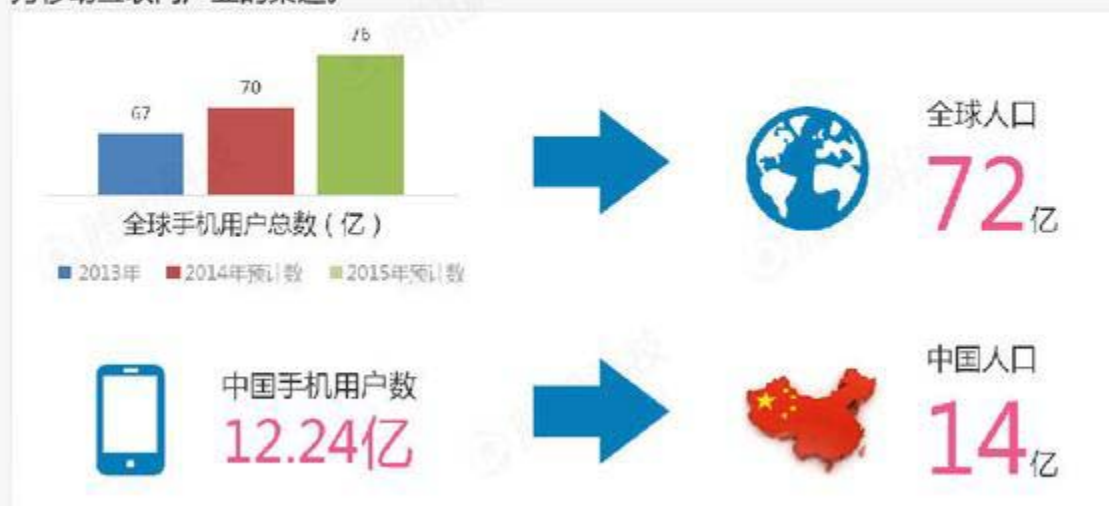 76
70
67
全球手机用户总数(亿)
2013年 2014年预计数 2015年预计数
全球人口
72亿
中国手机用户数
12.24亿
中国人口
14亿